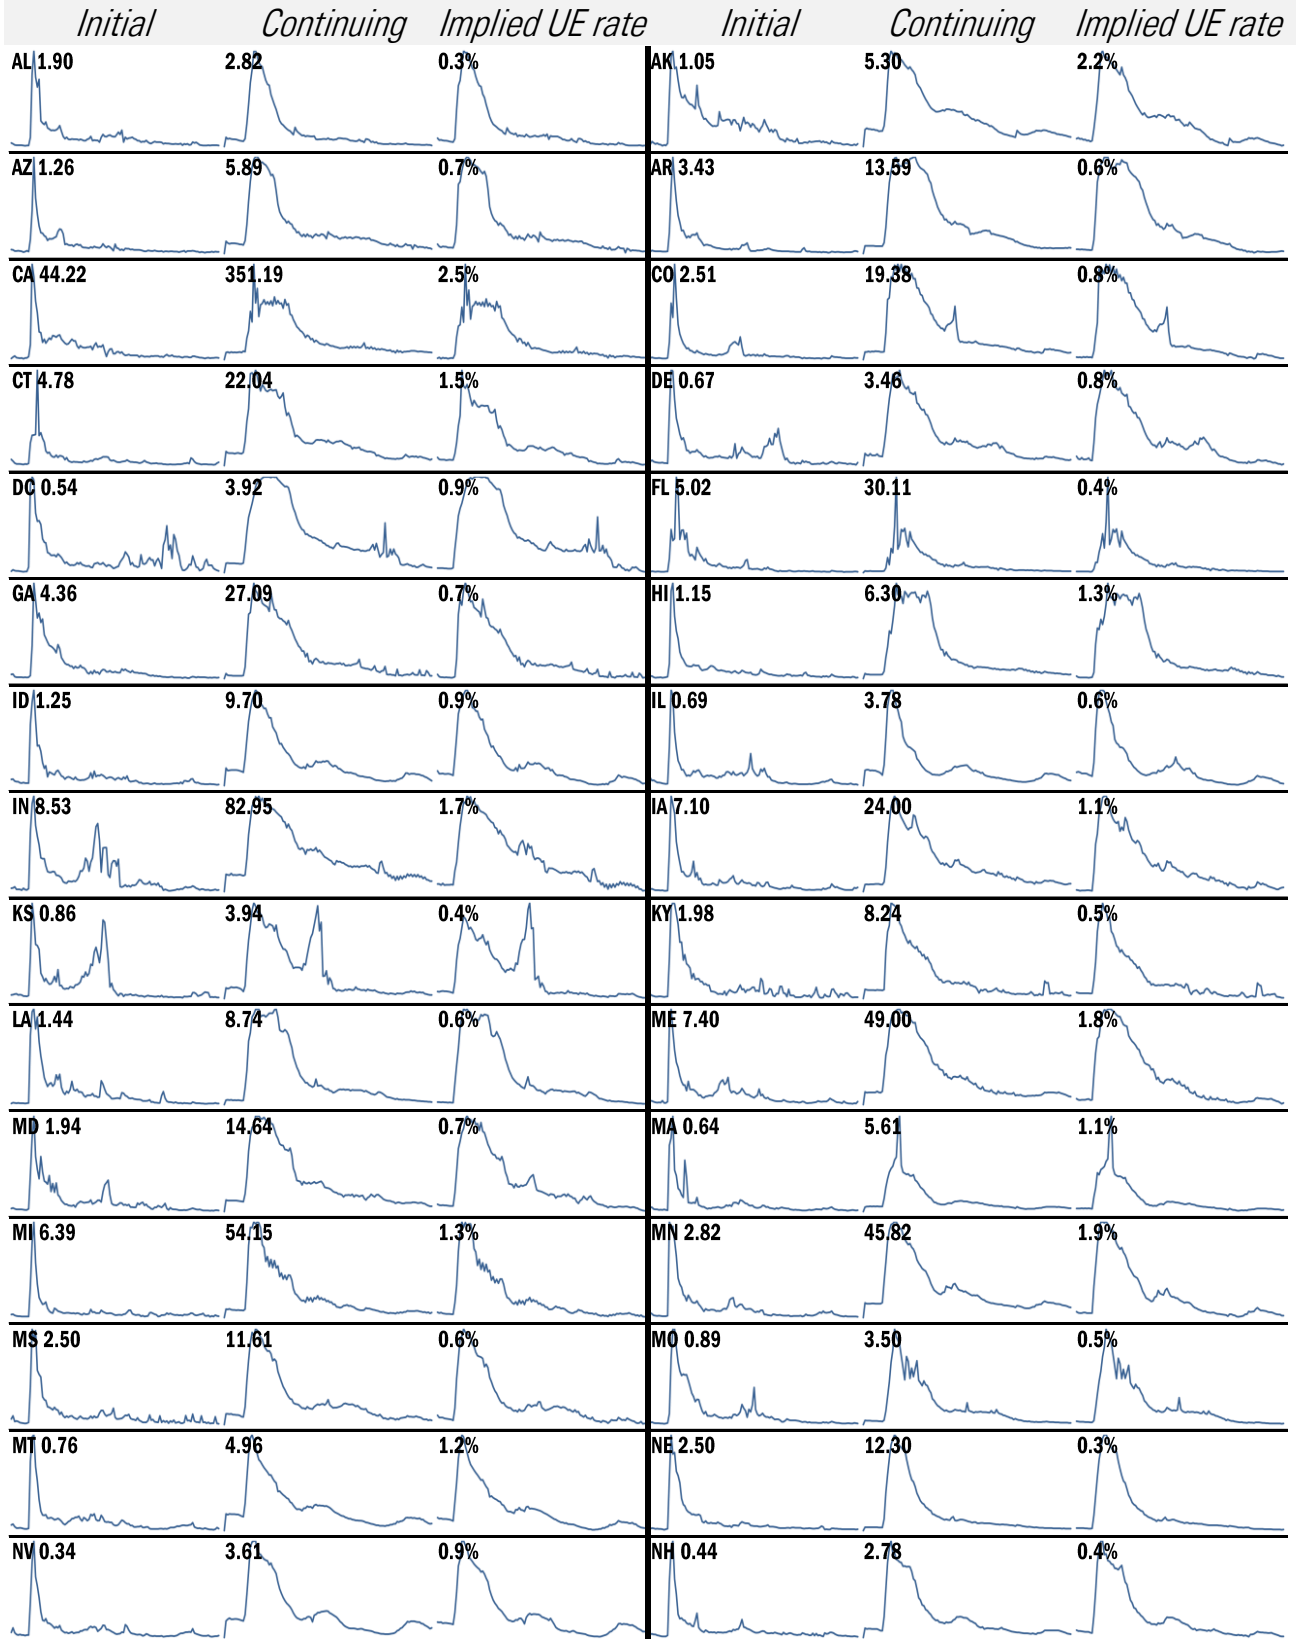 Initial Continuing Implied UE rate Initial Continuing Implied UE rate
AL 1.90 2.82 0.3% AK 1.05 5.30 2.2%
AZ 1.26 5.89 0.7% AR 3.43 13.59 0.6%
CA 44.22 351.19 2.5% CO 2.51 19.38 0.8%
CT 4.78 22.04 1.5% DE 0.67 3.46 0.8%
DC 0.54 3.92 0.9% FL 5.02 30.11 0.4%
GA 4.36 27.09 0.7% HI 1.15 6.30 1.3%
ID 1.25 9.70 0.9% IL 0.69 3.78 0.6%
IN 8.53 82.95 1.7% IA 7.10 24.00 1.1%
KS 0.86 3.94 0.4% KY 1.98 8.24 0.5%
LA 1.44 8.74 0.6% ME 7.40 49.00 1.8%
MD 1.94 14.64 0.7% MA 0.64 5.61 1.1%
MI 6.39 54.15 1.3% MN 2.82 45.82 1.9%
MS 2.50 11.61 0.6% MO 0.89 3.50 0.5%
MT 0.76 4.96 1.2% NE 2.50 12.30 0.3%
NV 0.34 3.61 0.9% NH 0.44 2.78 0.4%